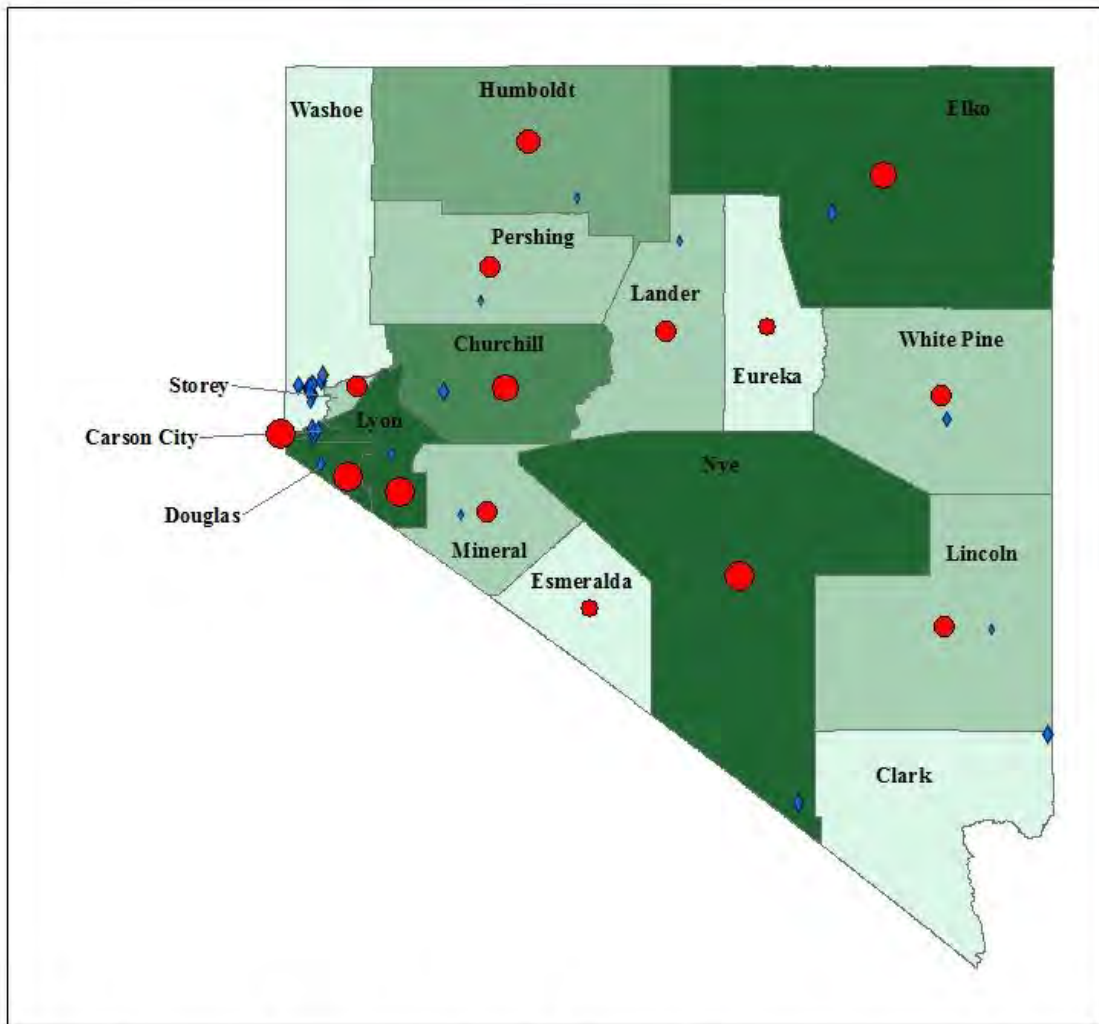 Humboldt
Washoe
Elko
Pershing
Lander
White Pine
Churchill
Eureka
Storey
Lyon
Carson City
Nye
Douglas
Mineral
Lincoln
Esmeralda
Clark